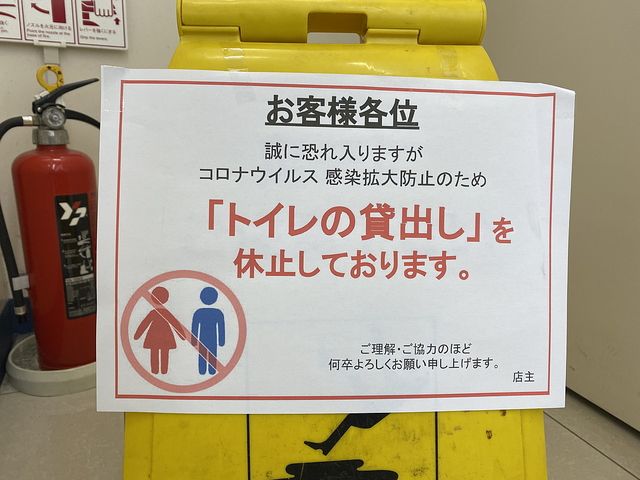 お客様各位
誠に恐れ入りますが
コロナウイルス 感染拡大防止のため
「トイレの貸出し」を
休止しております。
ご理解・ご協力のほど
何卒よろしくお願い申し上げます。
店主
YP